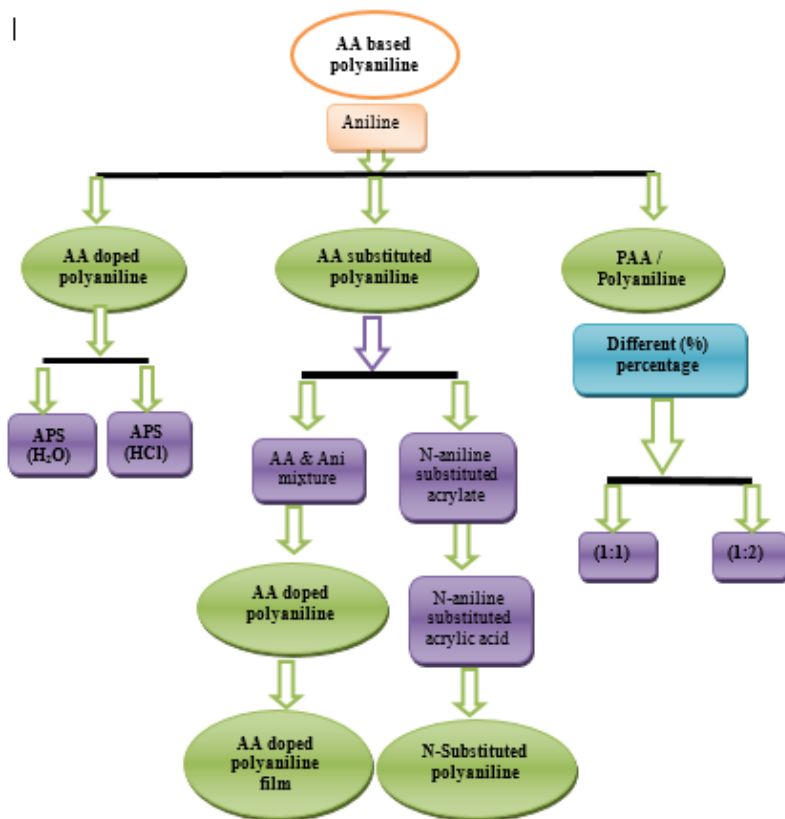 AA based
polyaniline
Aniline
AA doped
polyaniline
AA substituted
polyaniline
PAA /
Polyaniline
Different (%)
percentage
APS
(H₂O)
APS
(HCl)
AA & Ani
mixture
N-aniline
substituted
acrylate
(1:1)
(1:2)
AA doped
polyaniline
N-aniline
substituted
acrylic acid
AA doped
polyaniline
film
N-Substituted
polyaniline